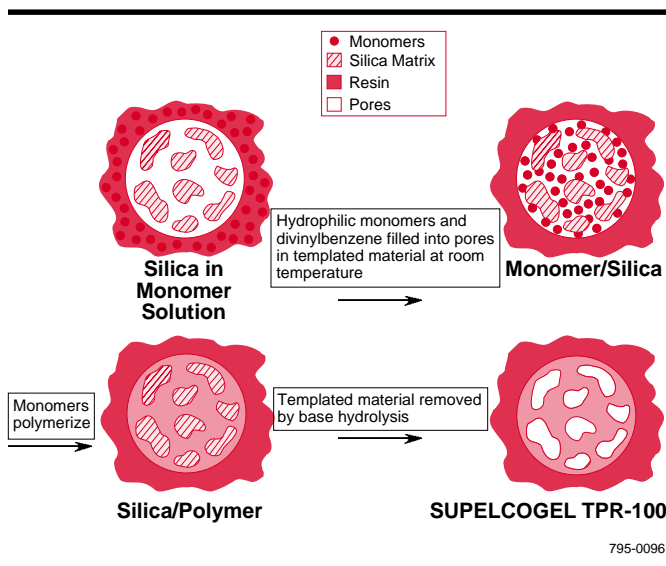 Monomers
Silica Matrix
Resin
Pores
Silica in
Monomer
Solution
Hydrophilic monomers and
divinylbenzene filled into pores
in templated material at room
temperature
Monomer/Silica
Monomers
polymerize
Silica/Polymer
Templated material removed
by base hydrolysis
SUPELCOGEL TPR-100
795-0096